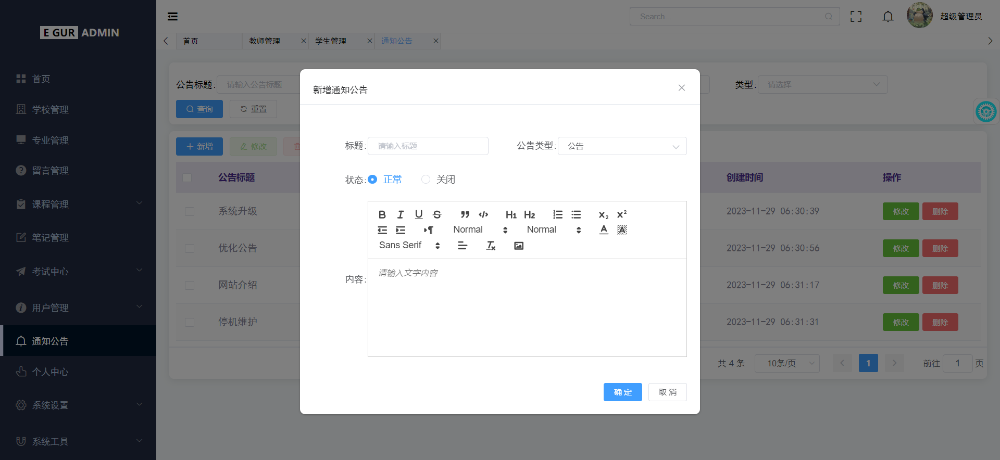 E GUR ADMIN
首页
学校管理
专业管理
留言管理
课程管理
笔记管理
考试中心
用户管理
通知公告
个人中心
系统设置
系统工具
Search...
超级管理员
首页
教师管理
学生管理
通知公告
公告标题:
请输入公告标题
类型:
请选择
查询
重置
新增
修改
公告标题
创建时间
操作
系统升级
2023-11-29 06:30:39
修改
删除
优化公告
2023-11-29 06:30:56
修改
删除
网站介绍
2023-11-29 06:31:17
修改
删除
停机维护
2023-11-29 06:31:31
修改
删除
共 4 条
10条/页
1
前往
1
页
新增通知公告
标题:
请输入标题
公告类型:
公告
状态:
正常
关闭
内容:
Normal
Normal
Sans Serif
请输入文字内容
确 定
取 消